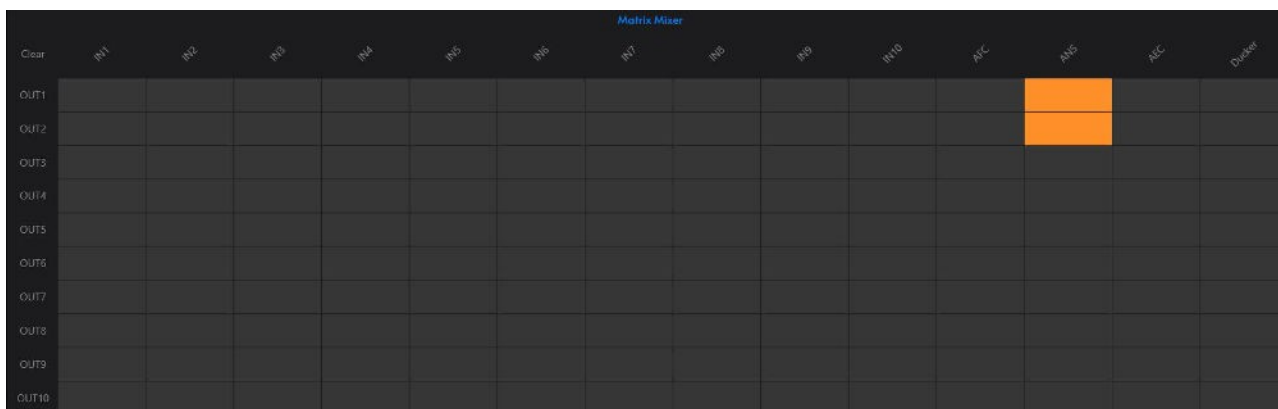 Matrix Mixer
Clear IN1 IN2 IN3 IN4 IN5 IN6 IN7 IN8 IN9 IN10 AFC ANS AEC Ducker
OUT1
OUT2
OUT3
OUT4
OUT5
OUT6
OUT7
OUT8
OUT9
OUT10